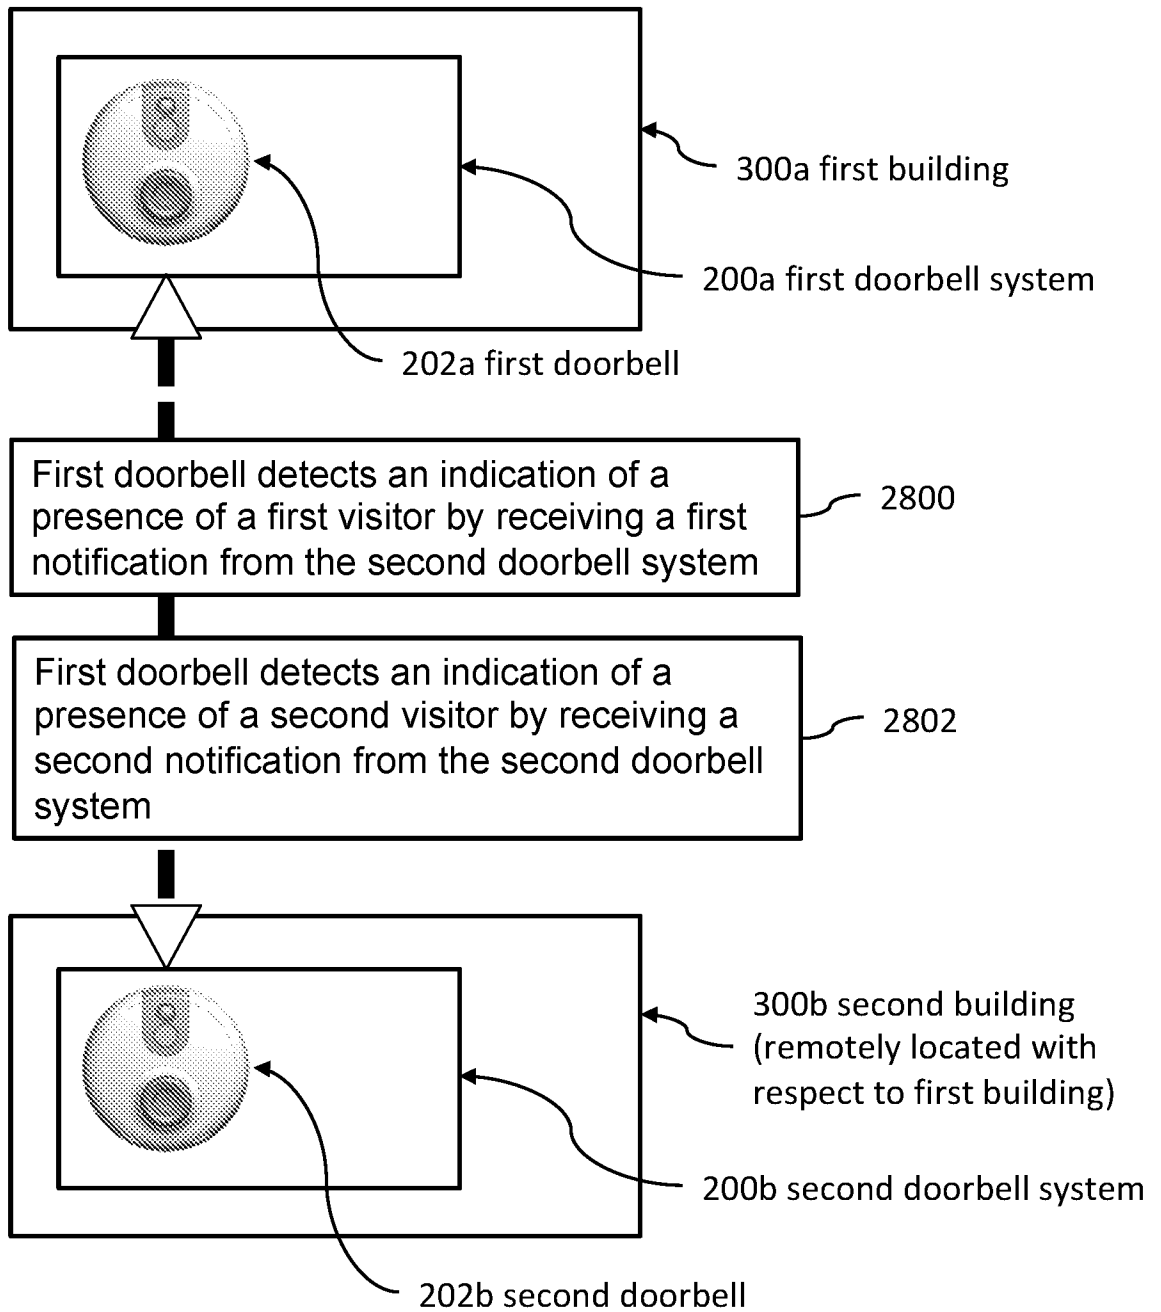 300a first building
200a first doorbell system
202a first doorbell
First doorbell detects an indication of a
presence of a first visitor by receiving a first
notification from the second doorbell system
2800
First doorbell detects an indication of a
presence of a second visitor by receiving a
second notification from the second doorbell
system
2802
300b second building
(remotely located with
respect to first building)
200b second doorbell system
202b second doorbell